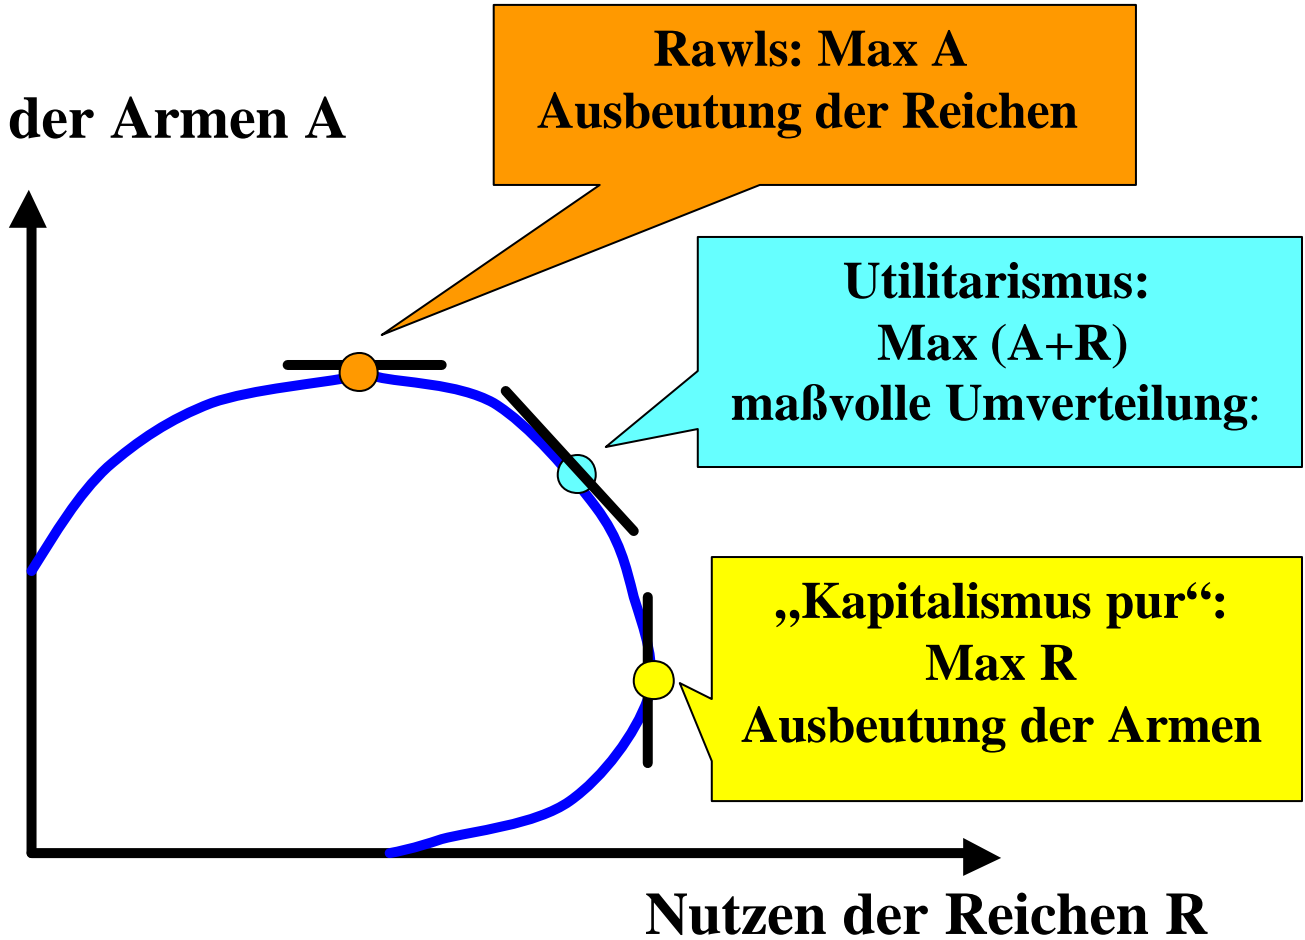 Rawls: Max A
Ausbeutung der Reichen
der Armen A
Utilitarismus:
Max (A+R)
maßvolle Umverteilung:
„Kapitalismus pur“:
Max R
Ausbeutung der Armen
Nutzen der Reichen R